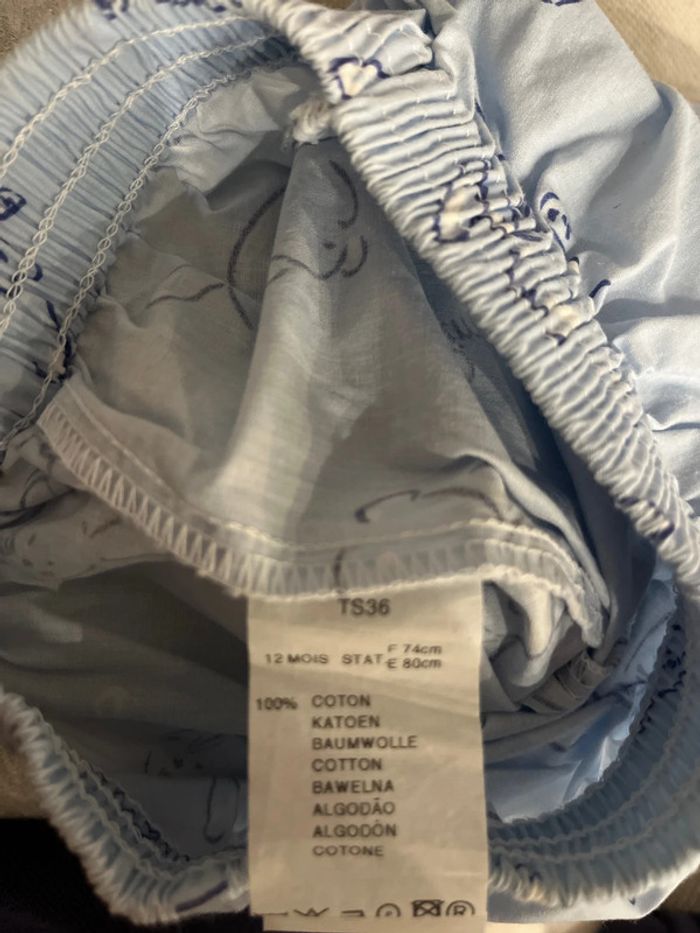 TS36
12 MOIS STAT F 74cm
E 80cm
100% COTON
KATOEN
BAUMWOLLE
COTTON
BAWELNA
ALGODÃO
ALGODÓN
COTONE